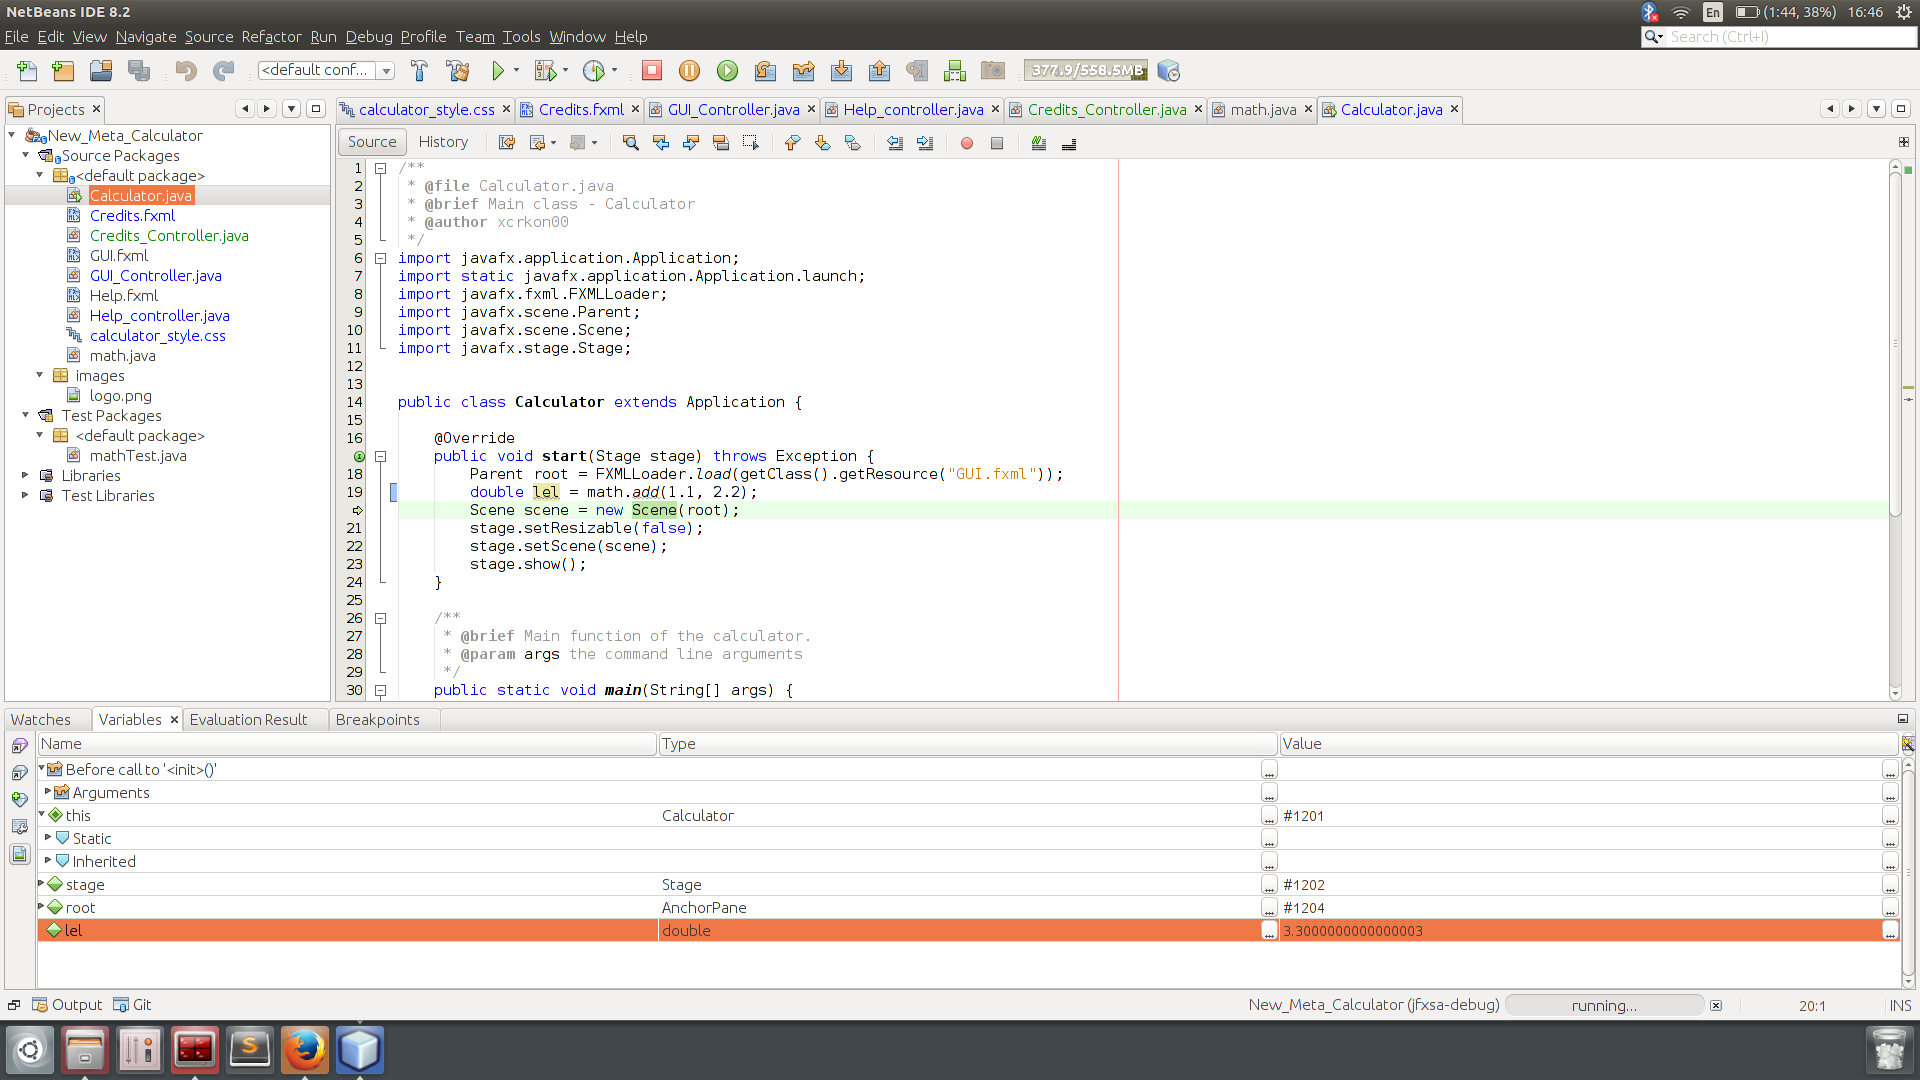 NetBeans IDE 8.2
En (1:44, 38%) 16:46
File Edit View Navigate Source Refactor Run Debug Profile Team Tools Window Help
Search (Ctrl+I)
<default conf... 377.9/558.5MB
Projects
calculator_style.css Credits.fxml GUI_Controller.java Help_controller.java Credits_Controller.java math.java Calculator.java
Source History
New_Meta_Calculator
Source Packages
<default package>
Calculator.java
Credits.fxml
Credits_Controller.java
GUI.fxml
GUI_Controller.java
Help.fxml
Help_controller.java
calculator_style.css
math.java
images
logo.png
Test Packages
<default package>
mathTest.java
Libraries
Test Libraries
1 /**
2 * @file Calculator.java
3 * @brief Main class - Calculator
4 * @author xcrkon00
5 */
6 import javafx.application.Application;
7 import static javafx.application.Application.launch;
8 import javafx.fxml.FXMLLoader;
9 import javafx.scene.Parent;
10 import javafx.scene.Scene;
11 import javafx.stage.Stage;
12
13
14 public class Calculator extends Application {
15
16 @Override
public void start(Stage stage) throws Exception {
18 Parent root = FXMLLoader.load(getClass().getResource("GUI.fxml"));
19 double lel = math.add(1.1, 2.2);
Scene scene = new Scene(root);
21 stage.setResizable(false);
22 stage.setScene(scene);
23 stage.show();
24 }
25
26 /**
27 * @brief Main function of the calculator.
28 * @param args the command line arguments
29 */
30 public static void main(String[] args) {
Watches Variables Evaluation Result Breakpoints
Name Type Value
Before call to '<init>()'
Arguments
this Calculator #1201
Static
Inherited
stage Stage #1202
root AnchorPane #1204
lel double 3.3000000000000003
Output Git New_Meta_Calculator (jfxsa-debug) running... 20:1 INS